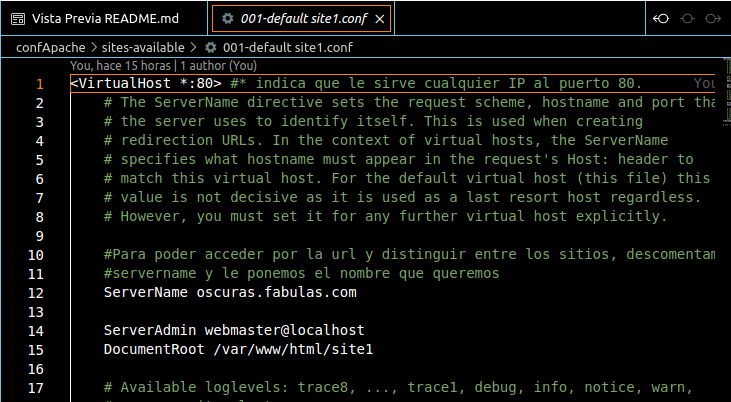 Vista Previa README.md
001-default site1.conf
confApache > sites-available > 001-default site1.conf
You, hace 15 horas | 1 author (You)
1 <VirtualHost *:80> #* indica que le sirve cualquier IP al puerto 80. You
2 # The ServerName directive sets the request scheme, hostname and port tha
3 # the server uses to identify itself. This is used when creating
4 # redirection URLs. In the context of virtual hosts, the ServerName
5 # specifies what hostname must appear in the request's Host: header to
6 # match this virtual host. For the default virtual host (this file) this
7 # value is not decisive as it is used as a last resort host regardless.
8 # However, you must set it for any further virtual host explicitly.
9
10 #Para poder acceder por la url y distinguir entre los sitios, descomentam
11 #servername y le ponemos el nombre que queremos
12 ServerName oscuras.fabulas.com
13
14 ServerAdmin webmaster@localhost
15 DocumentRoot /var/www/html/site1
16
17 # Available loglevels: trace8, ..., trace1, debug, info, notice, warn,